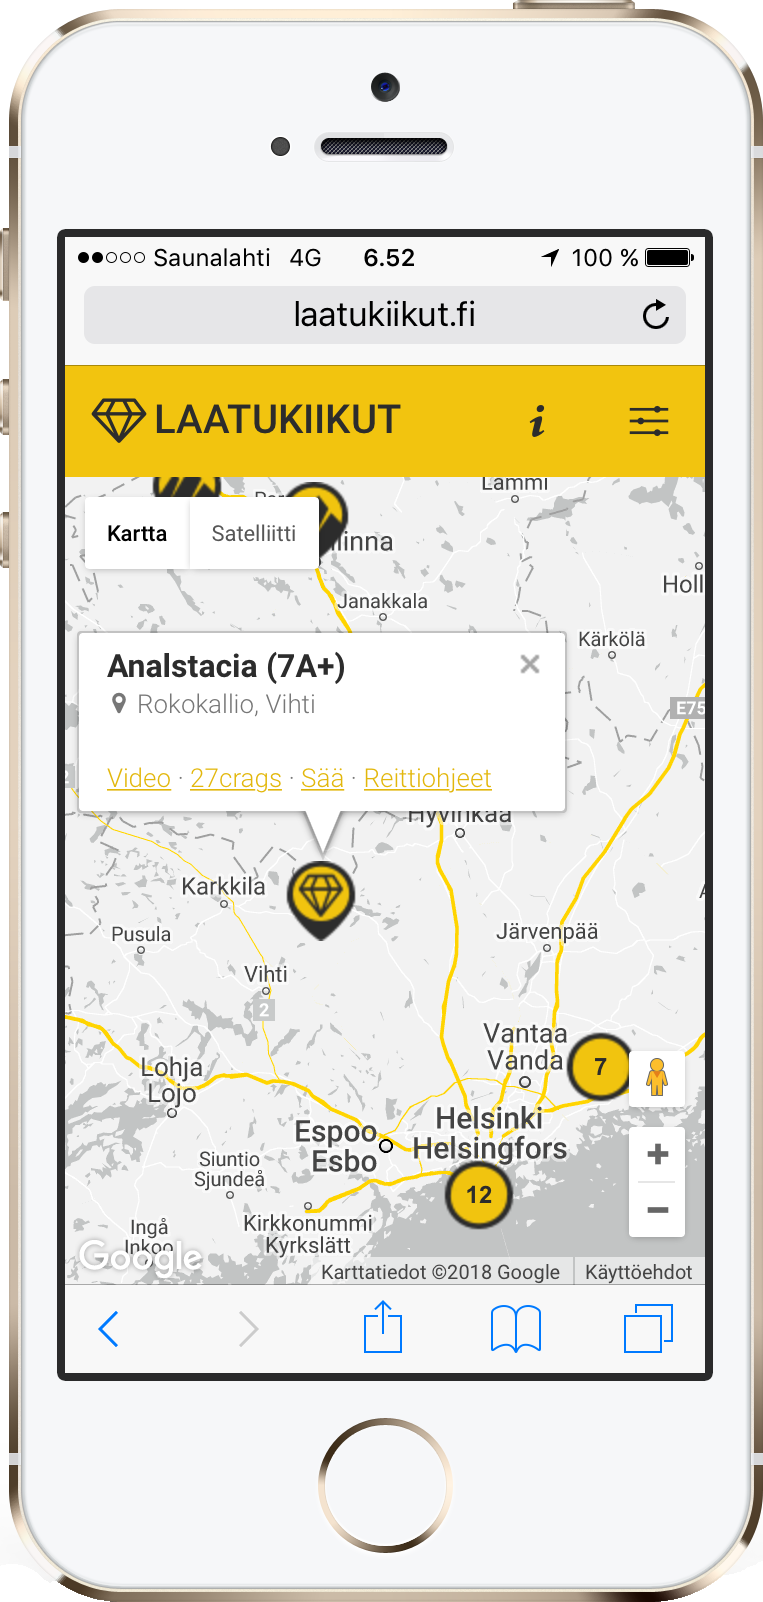 Saunalahti 4G 6.52 100 %
laatukiikut.fi
LAATUKIIKUT
i
Lammi
Kartta
Satelliitti
Janakkala
Holl
Kärkölä
Analstacia (7A+)
Rokokallio, Vihti
E75
Video · 27crags · Sää · Reittiohjeet
2
Hyvinkää
Karkkila
Pusula
Järvenpää
Vihti
2
Vantaa
Vanda
7
Lohja
Lojo
Helsinki
Helsingfors
Espoo
Esbo
Siuntio
Sjundeå
12
Kirkkonummi
Kyrkslätt
Ingå
Inkoo
Google
Karttatiedot ©2018 Google
Käyttöehdot